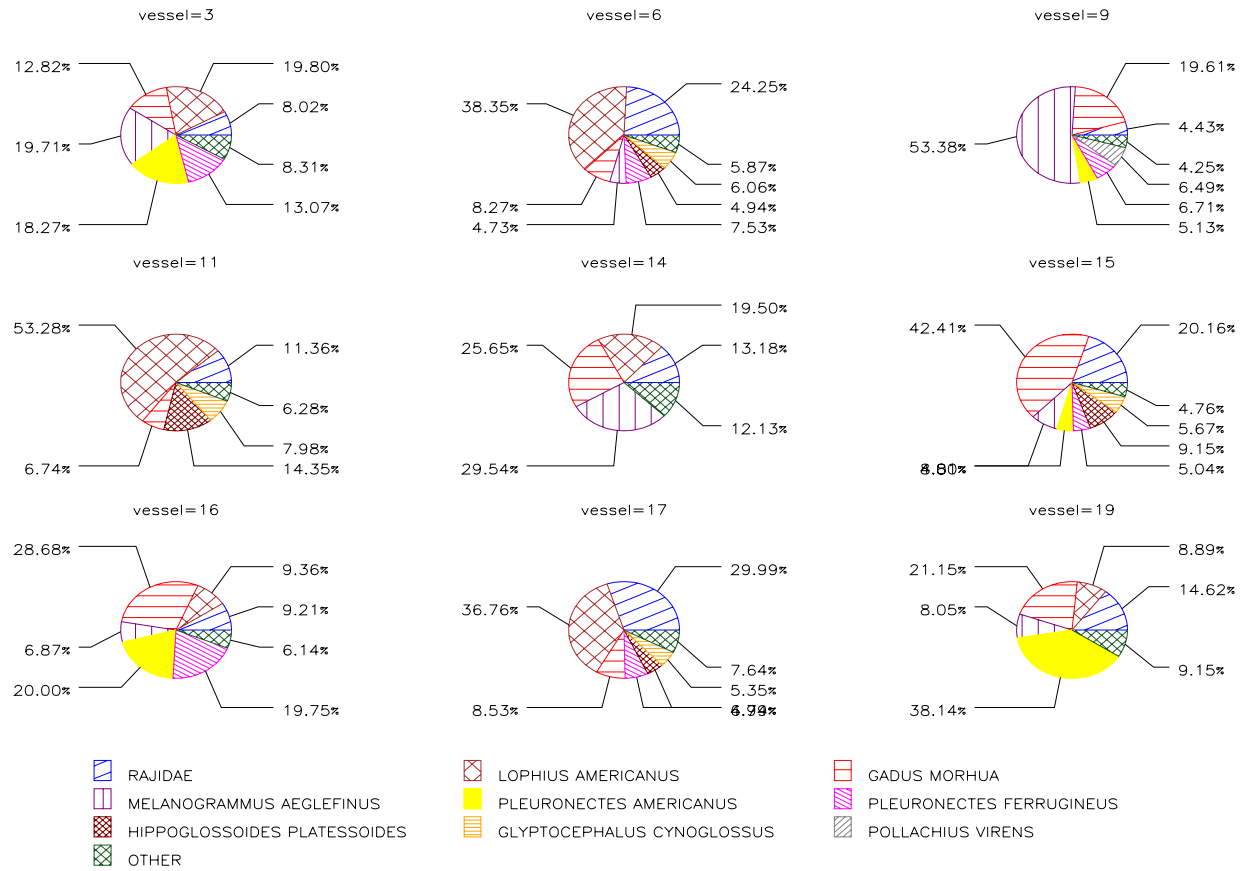 vessel=3 vessel=6 vessel=9
12.82% 19.80% 19.61%
24.25%
8.02% 38.35%
4.43%
19.71% 53.38%
8.31% 5.87% 4.25%
6.06% 6.49%
13.07% 8.27% 4.94% 6.71%
18.27% 4.73% 7.53% 5.13%
vessel=11 vessel=14 vessel=15
19.50%
53.28% 42.41% 20.16%
11.36% 25.65% 13.18%
6.28% 4.76%
12.13% 5.67%
7.98% 9.15%
6.74% 14.35% 29.54% 5.04%
vessel=16 vessel=17 vessel=19
28.68% 8.89%
9.36% 29.99% 21.15%
14.62%
9.21% 36.76% 8.05%
6.87% 6.14%
7.64% 9.15%
20.00% 5.35%
19.75% 8.53% 38.14%
RAJIDAE LOPHIUS AMERICANUS GADUS MORHUA
MELANOGRAMMUS AEGLEFINUS PLEURONECTES AMERICANUS PLEURONECTES FERRUGINEUS
HIPPOGLOSSOIDES PLATESSOIDES GLYPTOCEPHALUS CYNOGLOSSUS POLLACHIUS VIRENS
OTHER